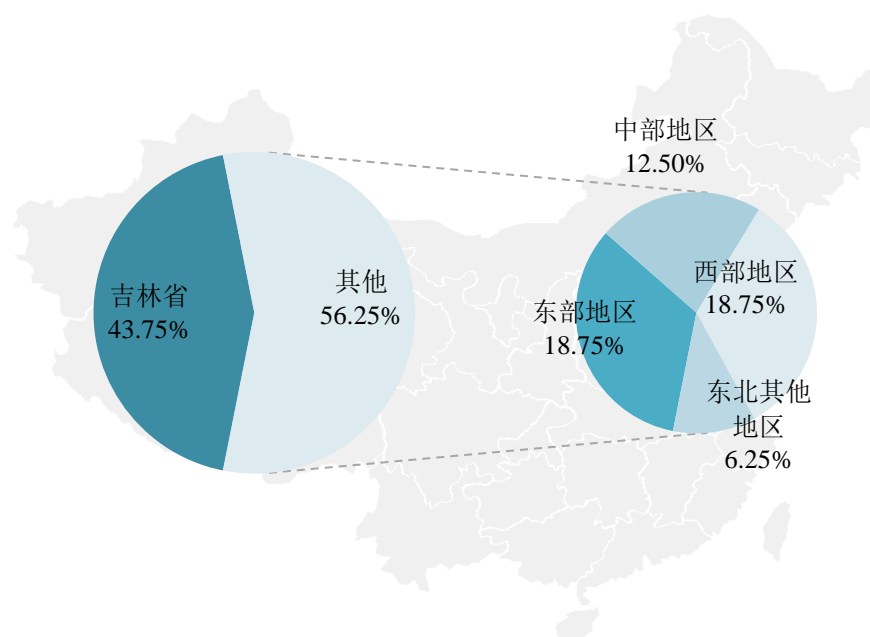 中部地区
12.50%
吉林省
43.75%
其他
56.25%
西部地区
18.75%
东部地区
18.75%
东北其他
地区
6.25%